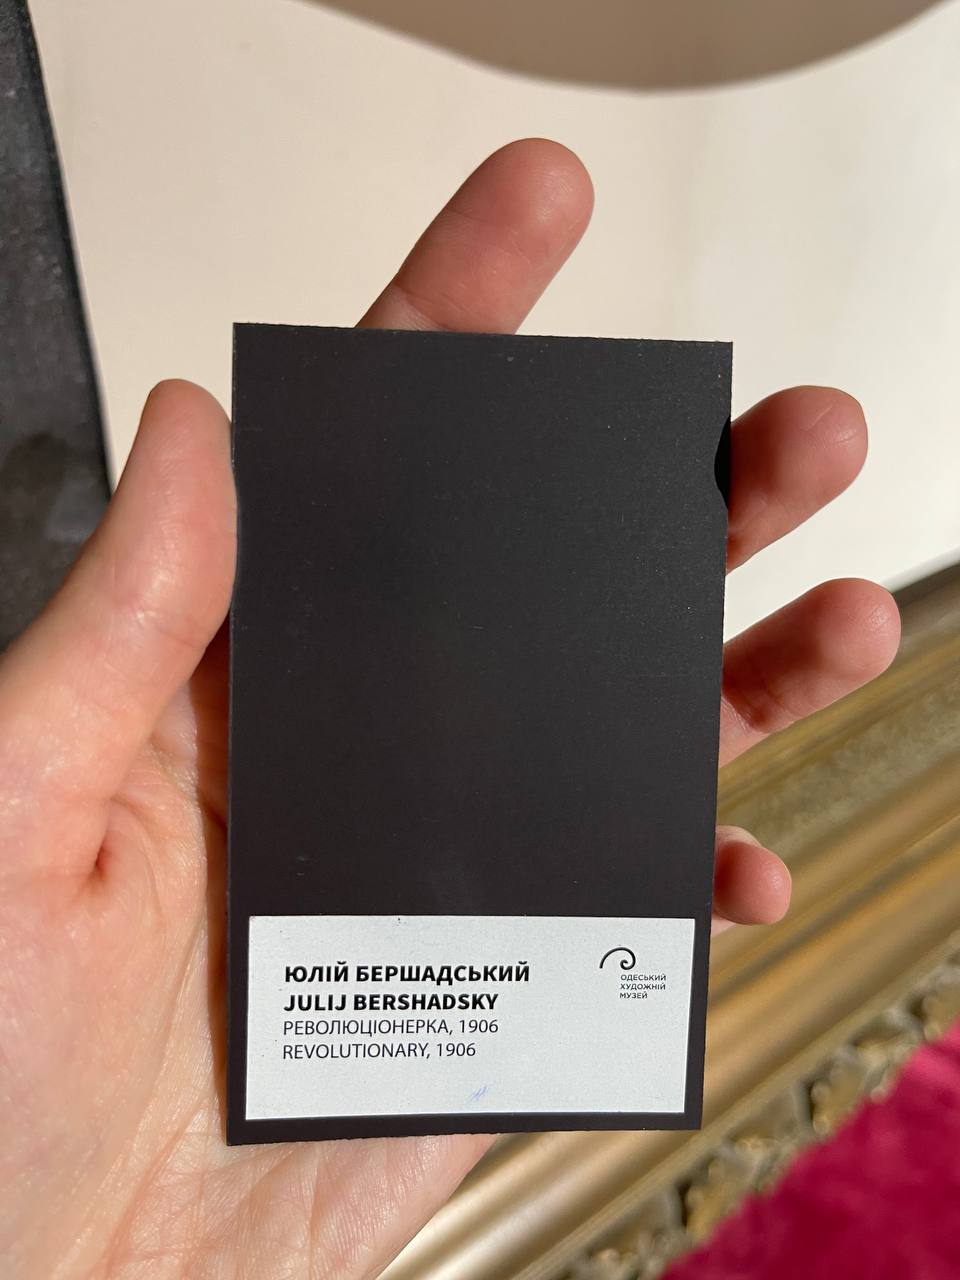 ЮЛІЙ БЕРШАДСЬКИЙ
JULIJ BERSHADSKY
РЕВОЛЮЦІОНЕРКА, 1906
REVOLUTIONARY, 1906
ОДЕСЬКИЙ
ХУДОЖНІЙ
МУЗЕЙ